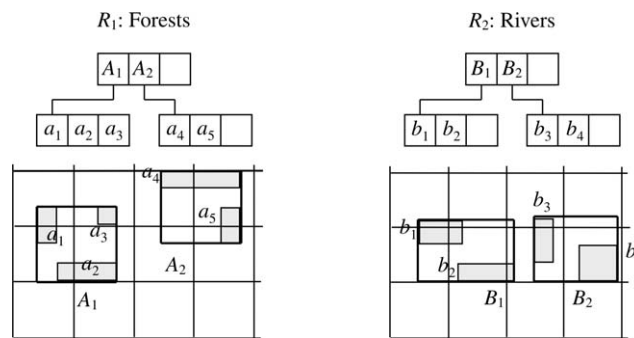 R₁: Forests
R₂: Rivers
A₁ A₂
B₁ B₂
a₁ a₂ a₃
a₄ a₅
b₁ b₂
b₃ b₄
a₄
a₅
a₁
a₃
a₂
A₂
A₁
b₃
b₁
b₂
b
B₁
B₂